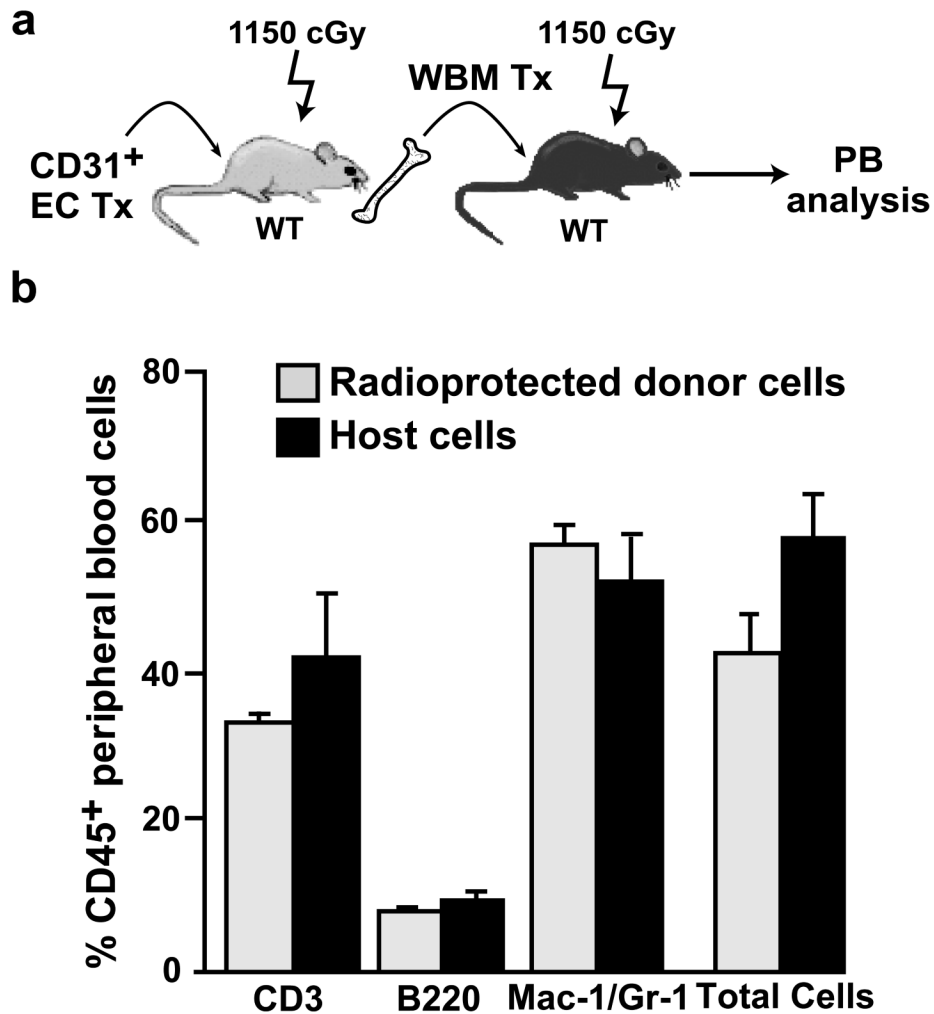 a
1150 cGy
1150 cGy
WBM Tx
CD31⁺
EC Tx
WT
WT
PB
analysis
b
% CD45⁺ peripheral blood cells
80
60
40
20
0
Radioprotected donor cells
Host cells
CD3
B220
Mac-1/Gr-1
Total Cells